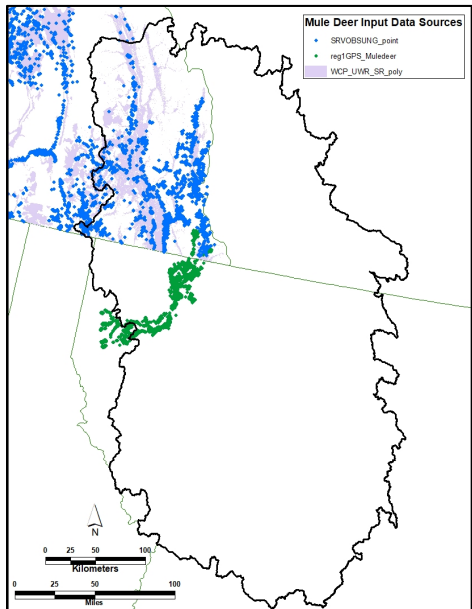 Mule Deer Input Data Sources
SRVOBSUNG_point
reg1GPS_Muledeer
WCP_UWR_SR_poly
N
0 25 50 100
Kilometers
0 25 50 100
Miles